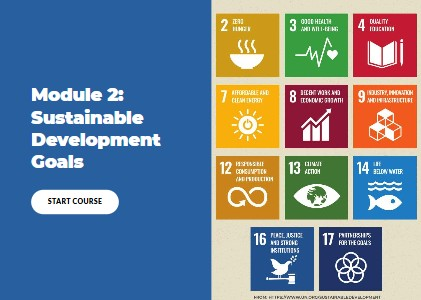 Module 2:
Sustainable
Development
Goals
START COURSE
2 ZERO
HUNGER
3 GOOD HEALTH
AND WELL-BEING
4 QUALITY
EDUCATION
7 AFFORDABLE AND
CLEAN ENERGY
8 DECENT WORK AND
ECONOMIC GROWTH
9 INDUSTRY, INNOVATION
AND INFRASTRUCTURE
12 RESPONSIBLE
CONSUMPTION
AND PRODUCTION
13 CLIMATE
ACTION
14 LIFE
BELOW WATER
16 PEACE, JUSTICE
AND STRONG
INSTITUTIONS
17 PARTNERSHIPS
FOR THE GOALS
FROM: HTTPS://WWW.UN.ORG/SUSTAINABLEDEVELOPMENT